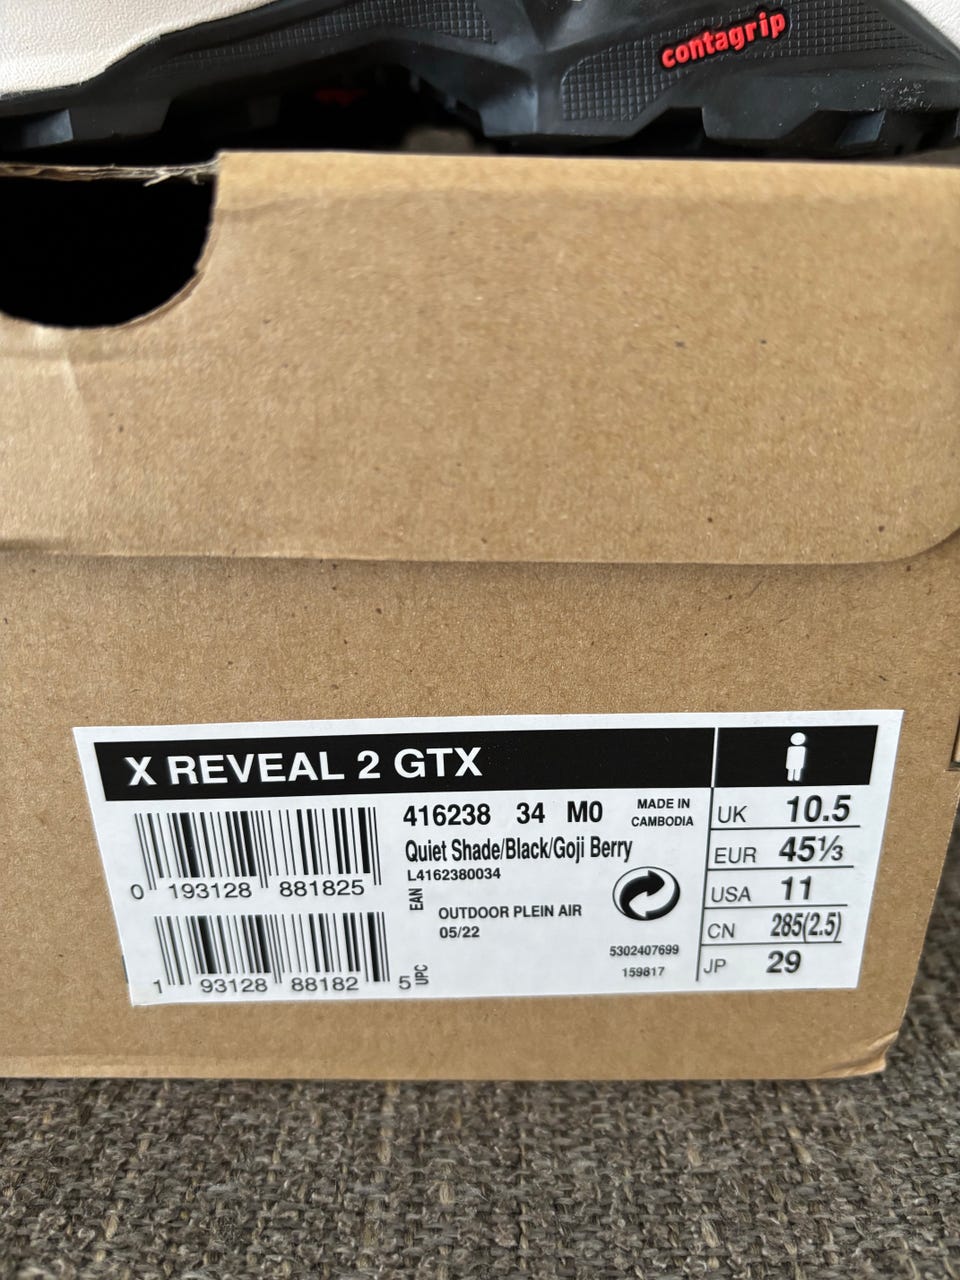 contagrip
X REVEAL 2 GTX
416238 34 M0
MADE IN
CAMBODIA
Quiet Shade/Black/Goji Berry
L4162380034
EAN
0 193128 881825
OUTDOOR PLEIN AIR
05/22
1 93128 88182 5
UPC
5302407699
159817
UK 10.5
EUR 45⅓
USA 11
CN 285(2.5)
JP 29